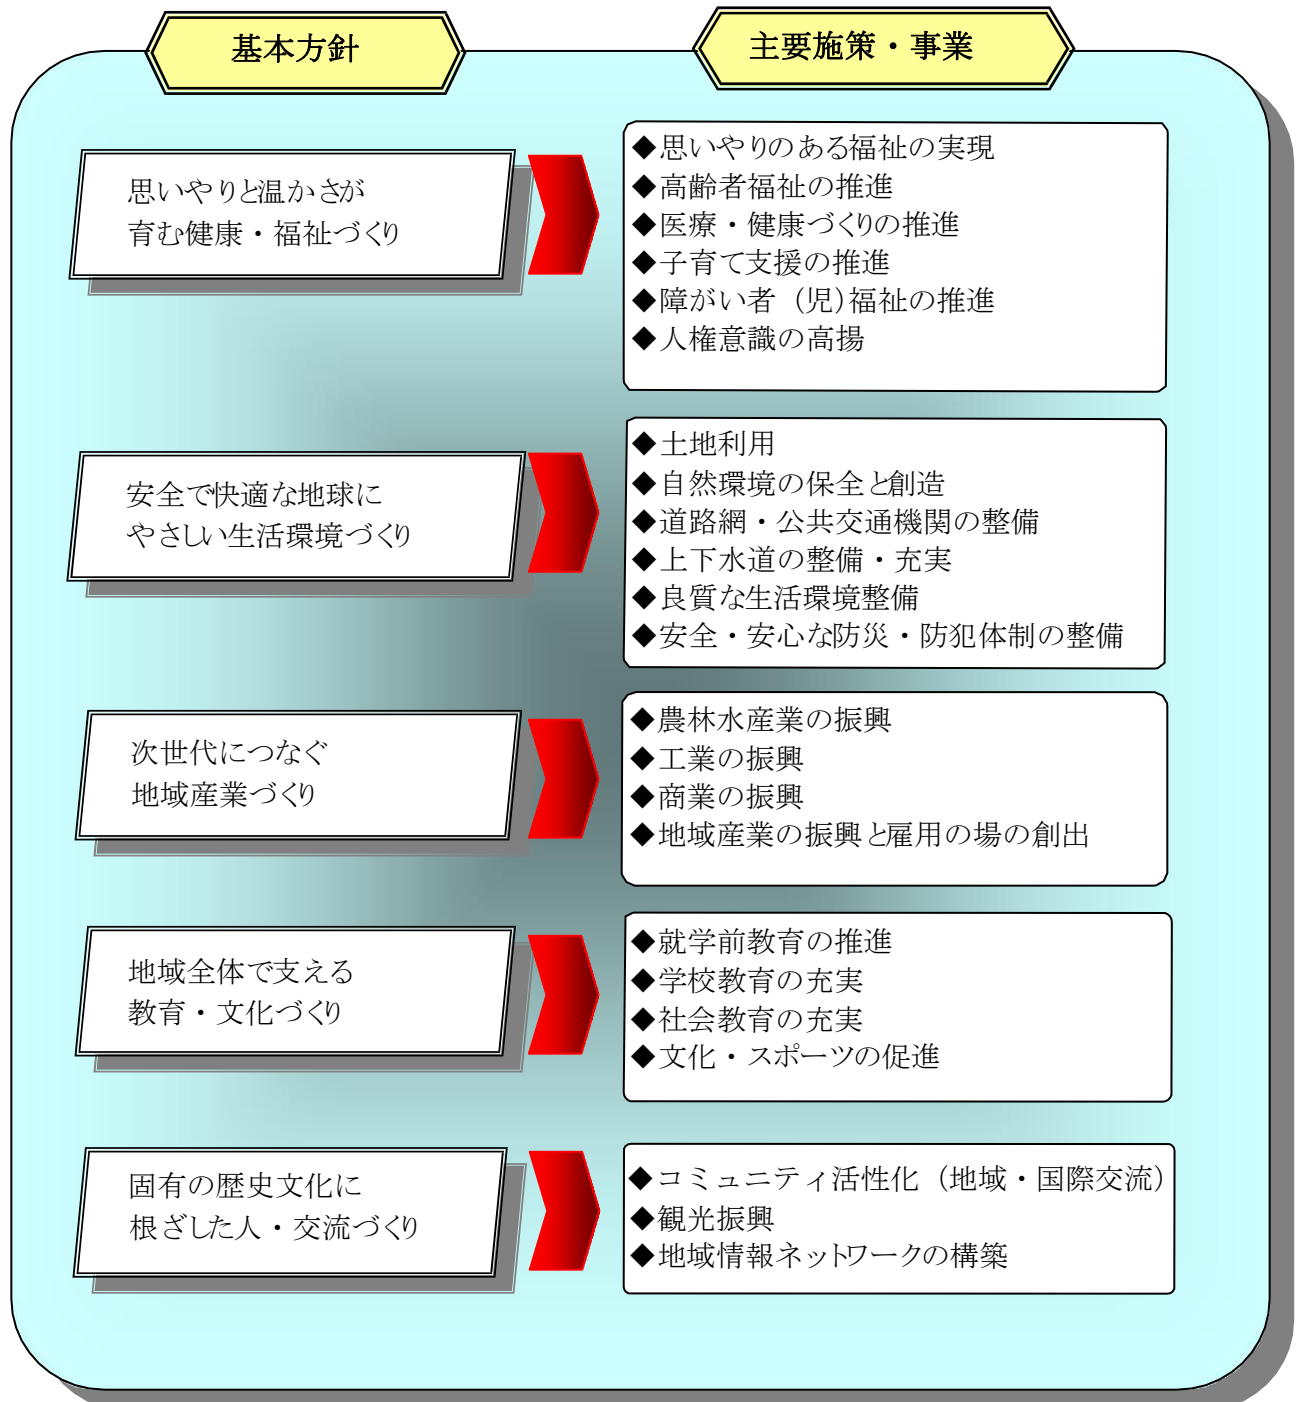 基本方針
主要施策・事業
思いやりと温かさが
育む健康・福祉づくり
◆思いやりのある福祉の実現
◆高齢者福祉の推進
◆医療・健康づくりの推進
◆子育て支援の推進
◆障がい者（児）福祉の推進
◆人権意識の高揚
安全で快適な地球に
やさしい生活環境づくり
◆土地利用
◆自然環境の保全と創造
◆道路網・公共交通機関の整備
◆上下水道の整備・充実
◆良質な生活環境整備
◆安全・安心な防災・防犯体制の整備
次世代につなぐ
地域産業づくり
◆農林水産業の振興
◆工業の振興
◆商業の振興
◆地域産業の振興と雇用の場の創出
地域全体で支える
教育・文化づくり
◆就学前教育の推進
◆学校教育の充実
◆社会教育の充実
◆文化・スポーツの促進
固有の歴史文化に
根ざした人・交流づくり
◆コミュニティ活性化（地域・国際交流）
◆観光振興
◆地域情報ネットワークの構築